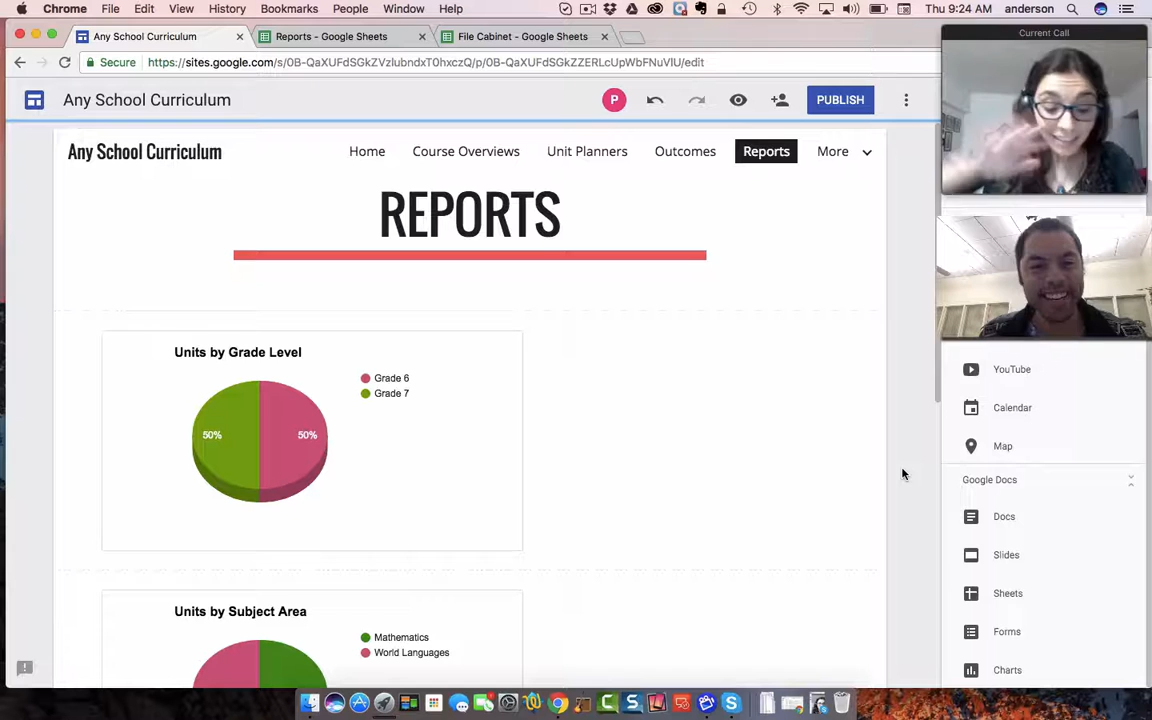 Chrome File Edit View History Bookmarks People Window Help Thu 9:24 AM anderson
Any School Curriculum Reports - Google Sheets File Cabinet - Google Sheets
Current Call
Secure https://sites.google.com/s/0B-QaXUFdSGkZVzlubndxT0hxczQ/p/0B-QaXUFdSGkZZERLcUpWbFNuVlU/edit
Any School Curriculum P PUBLISH
Any School Curriculum Home Course Overviews Unit Planners Outcomes Reports More
REPORTS
Units by Grade Level
Grade 6
Grade 7
50% 50%
Units by Subject Area
Mathematics
World Languages
YouTube
Calendar
Map
Google Docs
Docs
Slides
Sheets
Forms
Charts